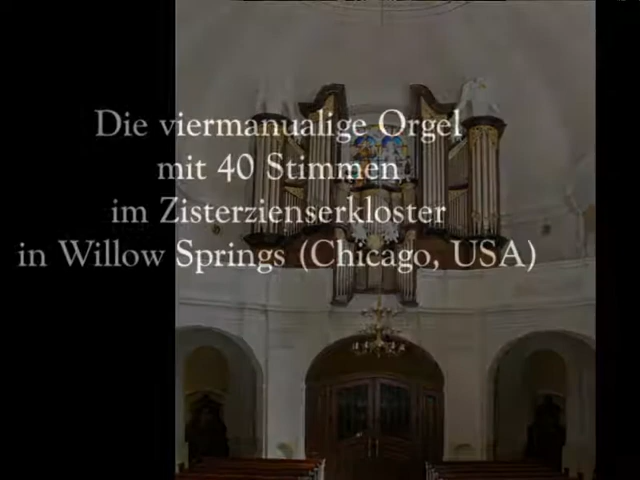 Die viermanualige Orgel
mit 40 Stimmen
im Zisterzienserkloster
in Willow Springs (Chicago, USA)